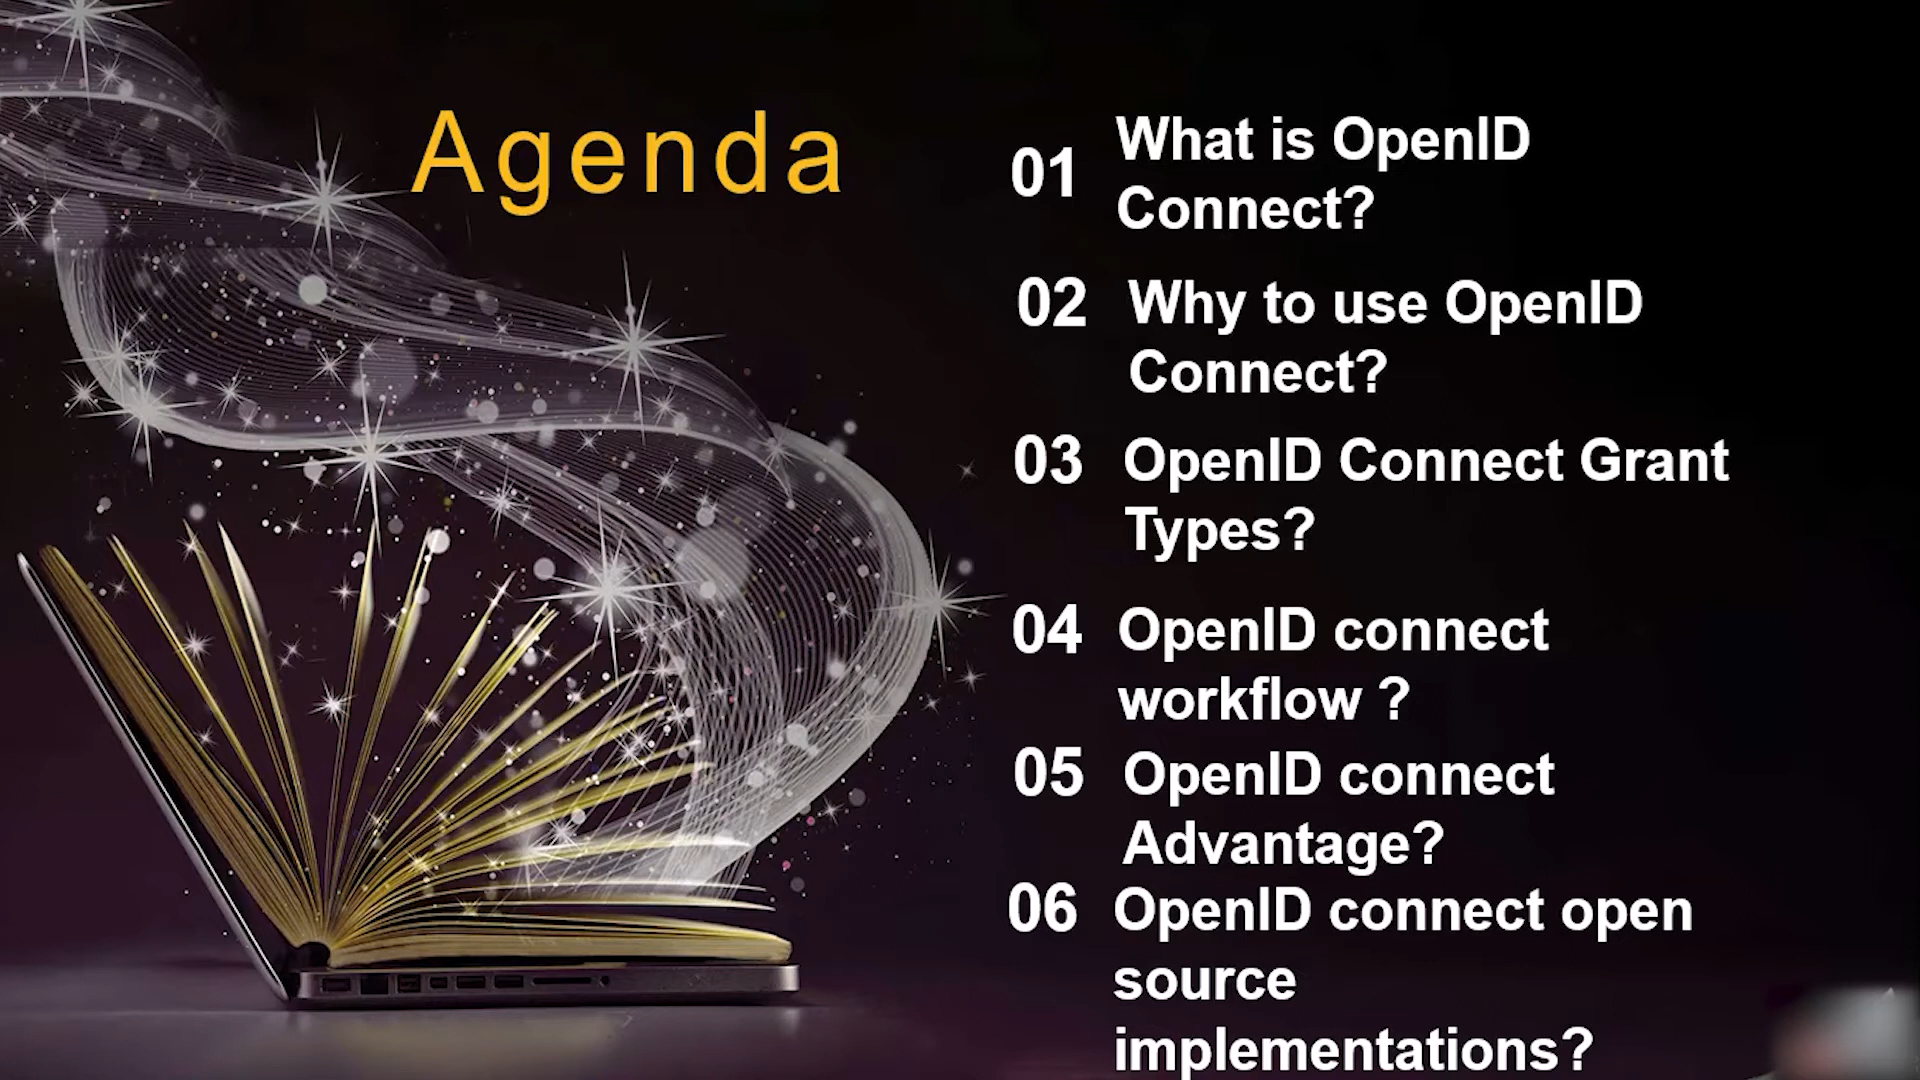 Agenda
01 What is OpenID
Connect?
02 Why to use OpenID
Connect?
03 OpenID Connect Grant
Types?
04 OpenID connect
workflow ?
05 OpenID connect
Advantage?
06 OpenID connect open
source
implementations?